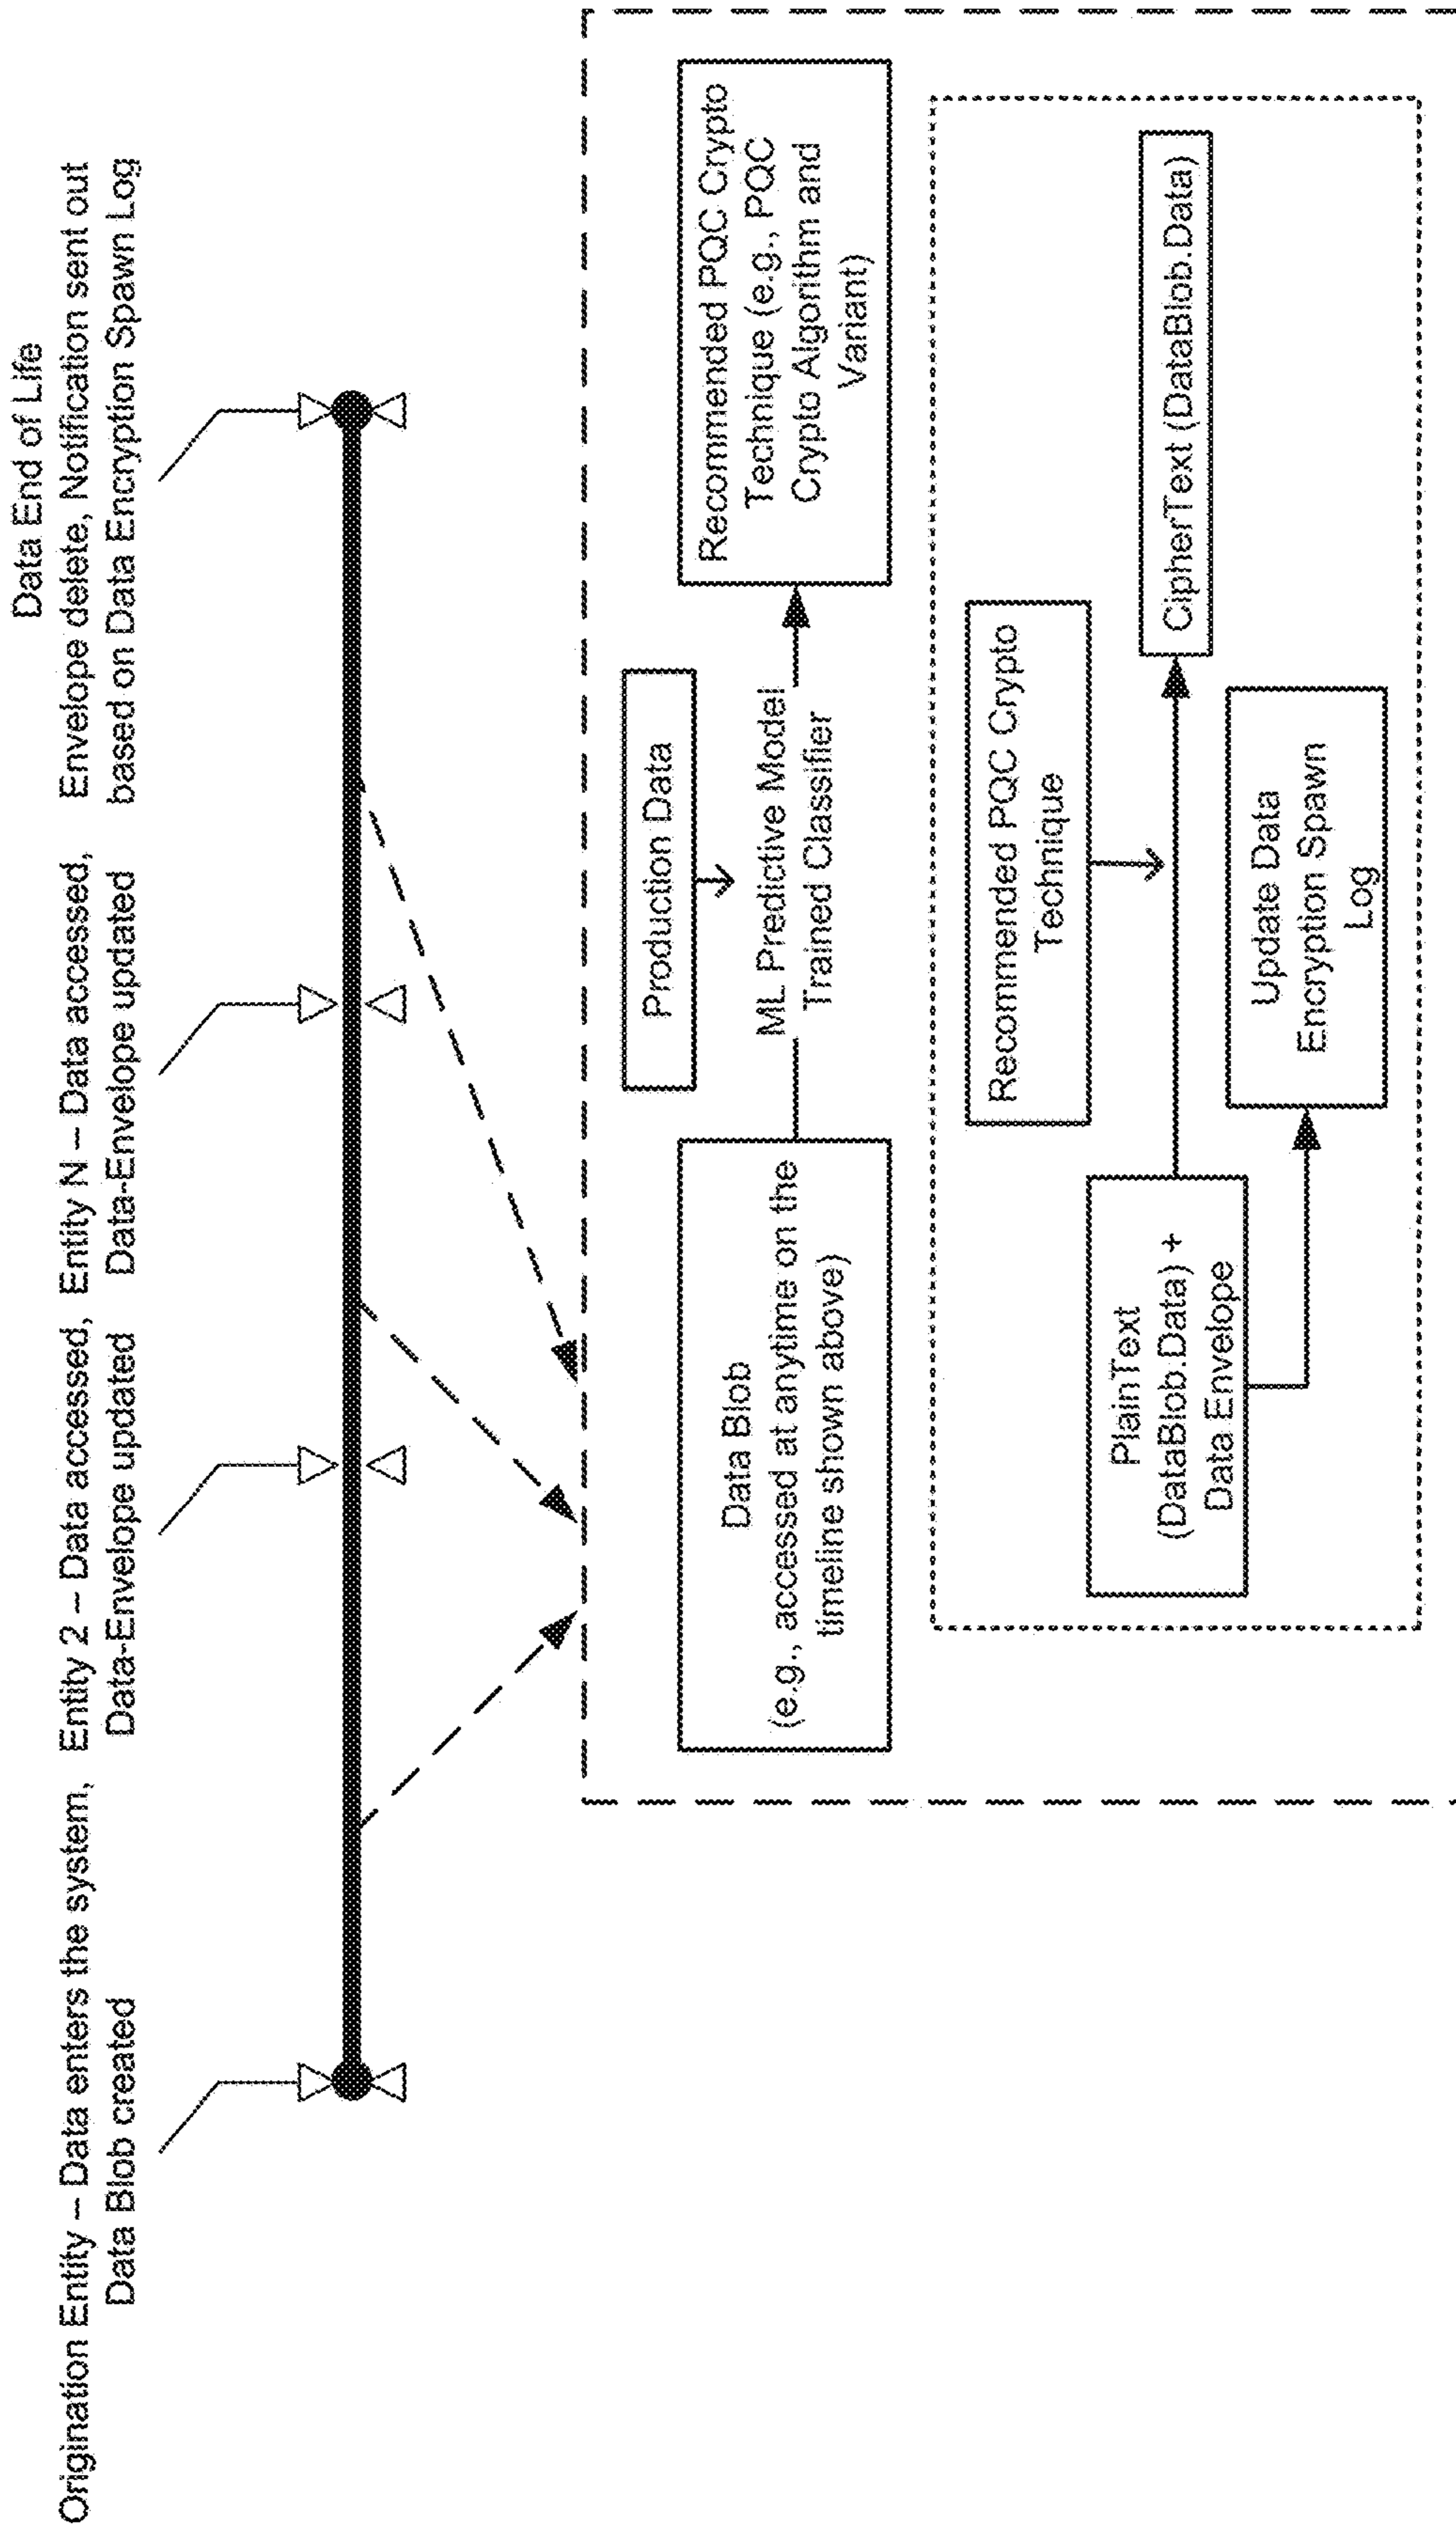 Origination Entity – Data enters the system,
Data Blob created
Entity 2 – Data accessed,
Data-Envelope updated
Entity N – Data accessed,
Data-Envelope updated
Data End of Life
Envelope delete, Notification sent out
based on Data Encryption Spawn Log
Data Blob
(e.g., accessed at anytime on the
timeline shown above)
Production Data
ML Predictive Model
Trained Classifier
Recommended PQC Crypto
Technique (e.g., PQC
Crypto Algorithm and
Variant)
PlainText
(DataBlob.Data) +
Data Envelope
Recommended PQC Crypto
Technique
CipherText (DataBlob.Data)
Update Data
Encryption Spawn
Log